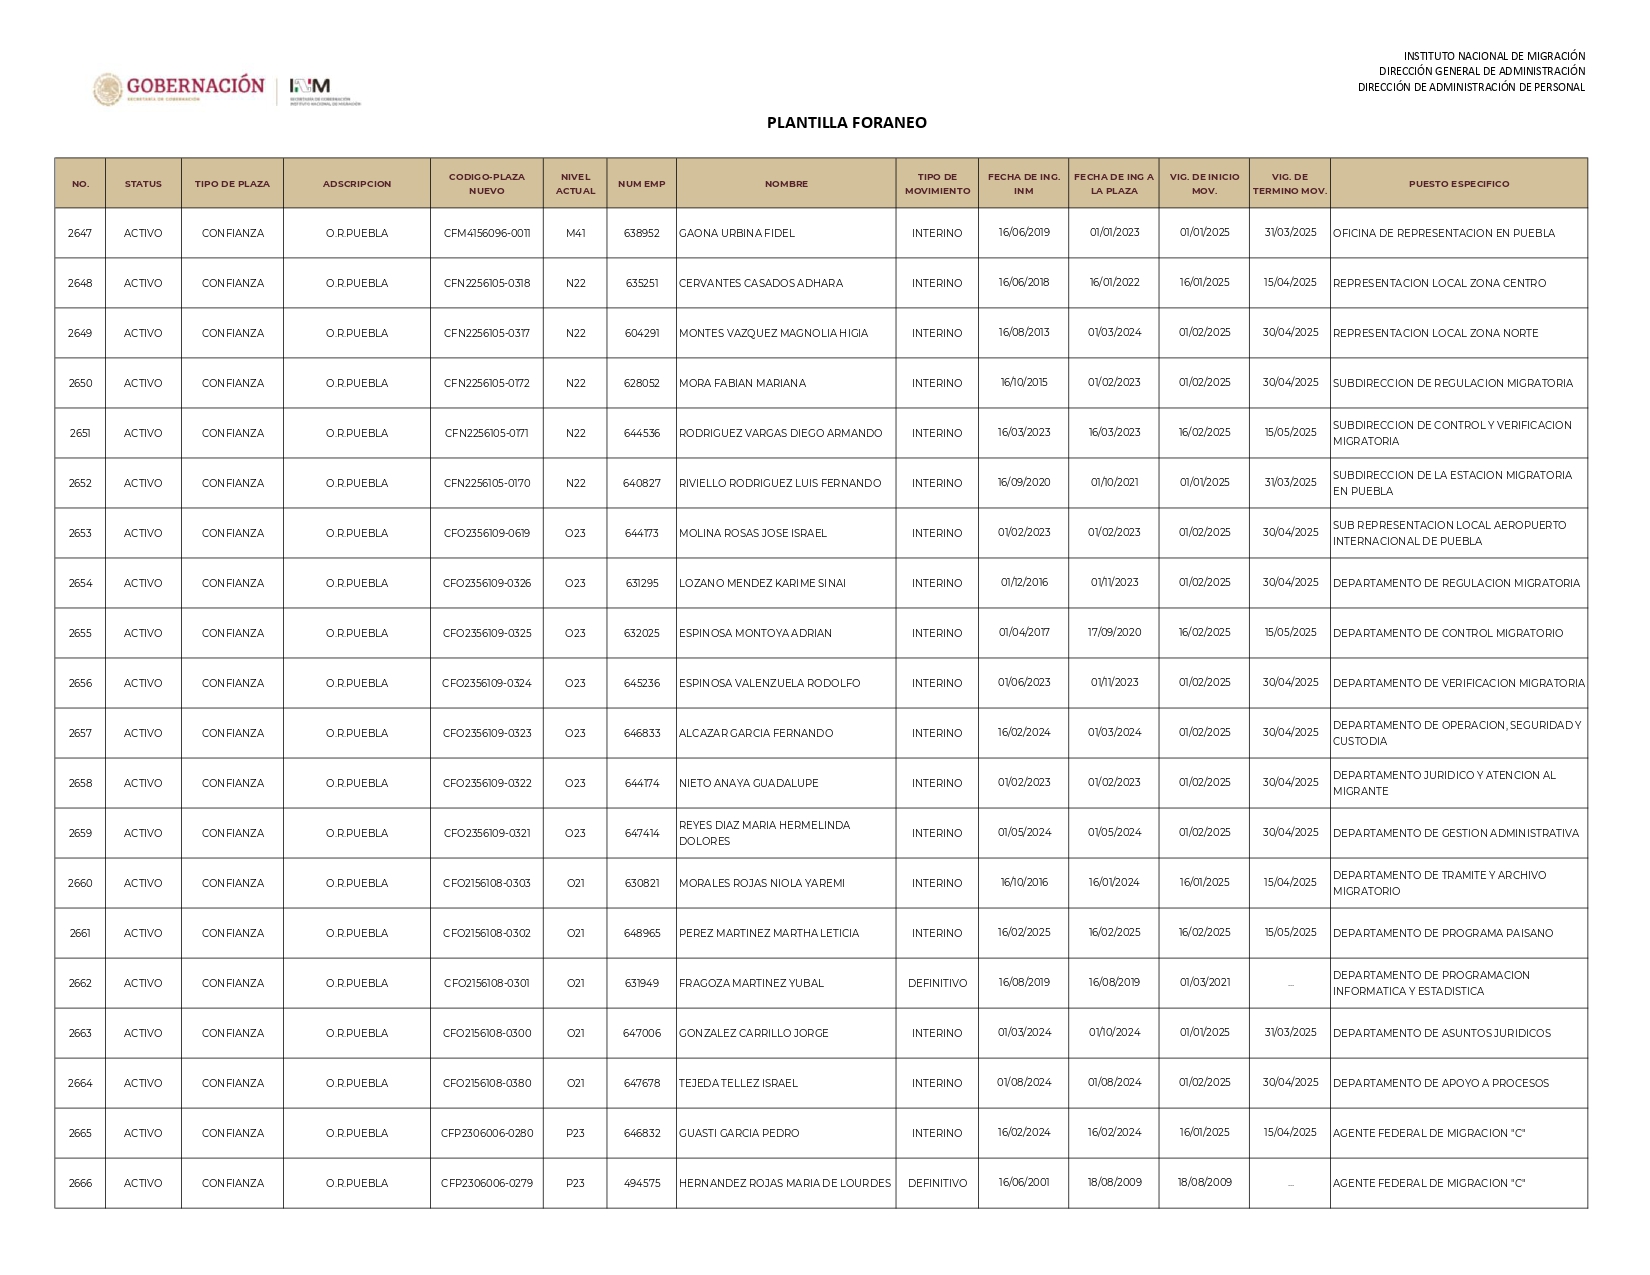 INSTITUTO NACIONAL DE MIGRACIÓN
DIRECCIÓN GENERAL DE ADMINISTRACIÓN
DIRECCIÓN DE ADMINISTRACIÓN DE PERSONAL
GOBERNACIÓN INM
SECRETARÍA DE GOBERNACIÓN
SECRETARÍA DE GOBERNACIÓN
INSTITUTO NACIONAL DE MIGRACIÓN
PLANTILLA FORANEO
NO. STATUS TIPO DE PLAZA ADSCRIPCION CODIGO-PLAZA NUEVO NIVEL ACTUAL NUM EMP NOMBRE TIPO DE MOVIMIENTO FECHA DE ING. INM FECHA DE ING A LA PLAZA VIG. DE INICIO MOV. VIG. DE TERMINO MOV. PUESTO ESPECIFICO
2647 ACTIVO CONFIANZA O.R.PUEBLA CFM4156096-0011 M41 638952 GAONA URBINA FIDEL INTERINO 16/06/2019 01/01/2023 01/01/2025 31/03/2025 OFICINA DE REPRESENTACION EN PUEBLA
2648 ACTIVO CONFIANZA O.R.PUEBLA CFN2256105-0318 N22 635251 CERVANTES CASADOS ADHARA INTERINO 16/06/2018 16/01/2022 16/01/2025 15/04/2025 REPRESENTACION LOCAL ZONA CENTRO
2649 ACTIVO CONFIANZA O.R.PUEBLA CFN2256105-0317 N22 604291 MONTES VAZQUEZ MAGNOLIA HIGIA INTERINO 16/08/2013 01/03/2024 01/02/2025 30/04/2025 REPRESENTACION LOCAL ZONA NORTE
2650 ACTIVO CONFIANZA O.R.PUEBLA CFN2256105-0172 N22 628052 MORA FABIAN MARIANA INTERINO 16/10/2015 01/02/2023 01/02/2025 30/04/2025 SUBDIRECCION DE REGULACION MIGRATORIA
2651 ACTIVO CONFIANZA O.R.PUEBLA CFN2256105-0171 N22 644536 RODRIGUEZ VARGAS DIEGO ARMANDO INTERINO 16/03/2023 16/03/2023 16/02/2025 15/05/2025 SUBDIRECCION DE CONTROL Y VERIFICACION MIGRATORIA
2652 ACTIVO CONFIANZA O.R.PUEBLA CFN2256105-0170 N22 640827 RIVIELLO RODRIGUEZ LUIS FERNANDO INTERINO 16/09/2020 01/10/2021 01/01/2025 31/03/2025 SUBDIRECCION DE LA ESTACION MIGRATORIA EN PUEBLA
2653 ACTIVO CONFIANZA O.R.PUEBLA CFO2356109-0619 O23 644173 MOLINA ROSAS JOSE ISRAEL INTERINO 01/02/2023 01/02/2023 01/02/2025 30/04/2025 SUB REPRESENTACION LOCAL AEROPUERTO INTERNACIONAL DE PUEBLA
2654 ACTIVO CONFIANZA O.R.PUEBLA CFO2356109-0326 O23 631295 LOZANO MENDEZ KARIME SINAI INTERINO 01/12/2016 01/11/2023 01/02/2025 30/04/2025 DEPARTAMENTO DE REGULACION MIGRATORIA
2655 ACTIVO CONFIANZA O.R.PUEBLA CFO2356109-0325 O23 632025 ESPINOSA MONTOYA ADRIAN INTERINO 01/04/2017 17/09/2020 16/02/2025 15/05/2025 DEPARTAMENTO DE CONTROL MIGRATORIO
2656 ACTIVO CONFIANZA O.R.PUEBLA CFO2356109-0324 O23 645236 ESPINOSA VALENZUELA RODOLFO INTERINO 01/06/2023 01/11/2023 01/02/2025 30/04/2025 DEPARTAMENTO DE VERIFICACION MIGRATORIA
2657 ACTIVO CONFIANZA O.R.PUEBLA CFO2356109-0323 O23 646833 ALCAZAR GARCIA FERNANDO INTERINO 16/02/2024 01/03/2024 01/02/2025 30/04/2025 DEPARTAMENTO DE OPERACION, SEGURIDAD Y CUSTODIA
2658 ACTIVO CONFIANZA O.R.PUEBLA CFO2356109-0322 O23 644174 NIETO ANAYA GUADALUPE INTERINO 01/02/2023 01/02/2023 01/02/2025 30/04/2025 DEPARTAMENTO JURIDICO Y ATENCION AL MIGRANTE
2659 ACTIVO CONFIANZA O.R.PUEBLA CFO2356109-0321 O23 647414 REYES DIAZ MARIA HERMELINDA DOLORES INTERINO 01/05/2024 01/05/2024 01/02/2025 30/04/2025 DEPARTAMENTO DE GESTION ADMINISTRATIVA
2660 ACTIVO CONFIANZA O.R.PUEBLA CFO2156108-0303 O21 630821 MORALES ROJAS NIOLA YAREMI INTERINO 16/10/2016 16/01/2024 16/01/2025 15/04/2025 DEPARTAMENTO DE TRAMITE Y ARCHIVO MIGRATORIO
2661 ACTIVO CONFIANZA O.R.PUEBLA CFO2156108-0302 O21 648965 PEREZ MARTINEZ MARTHA LETICIA INTERINO 16/02/2025 16/02/2025 16/02/2025 15/05/2025 DEPARTAMENTO DE PROGRAMA PAISANO
2662 ACTIVO CONFIANZA O.R.PUEBLA CFO2156108-0301 O21 631949 FRAGOZA MARTINEZ YUBAL DEFINITIVO 16/08/2019 16/08/2019 01/03/2021 ... DEPARTAMENTO DE PROGRAMACION INFORMATICA Y ESTADISTICA
2663 ACTIVO CONFIANZA O.R.PUEBLA CFO2156108-0300 O21 647006 GONZALEZ CARRILLO JORGE INTERINO 01/03/2024 01/10/2024 01/01/2025 31/03/2025 DEPARTAMENTO DE ASUNTOS JURIDICOS
2664 ACTIVO CONFIANZA O.R.PUEBLA CFO2156108-0380 O21 647678 TEJEDA TELLEZ ISRAEL INTERINO 01/08/2024 01/08/2024 01/02/2025 30/04/2025 DEPARTAMENTO DE APOYO A PROCESOS
2665 ACTIVO CONFIANZA O.R.PUEBLA CFP2306006-0280 P23 646832 GUASTI GARCIA PEDRO INTERINO 16/02/2024 16/02/2024 16/01/2025 15/04/2025 AGENTE FEDERAL DE MIGRACION "C"
2666 ACTIVO CONFIANZA O.R.PUEBLA CFP2306006-0279 P23 494575 HERNANDEZ ROJAS MARIA DE LOURDES DEFINITIVO 16/06/2001 18/08/2009 18/08/2009 ... AGENTE FEDERAL DE MIGRACION "C"